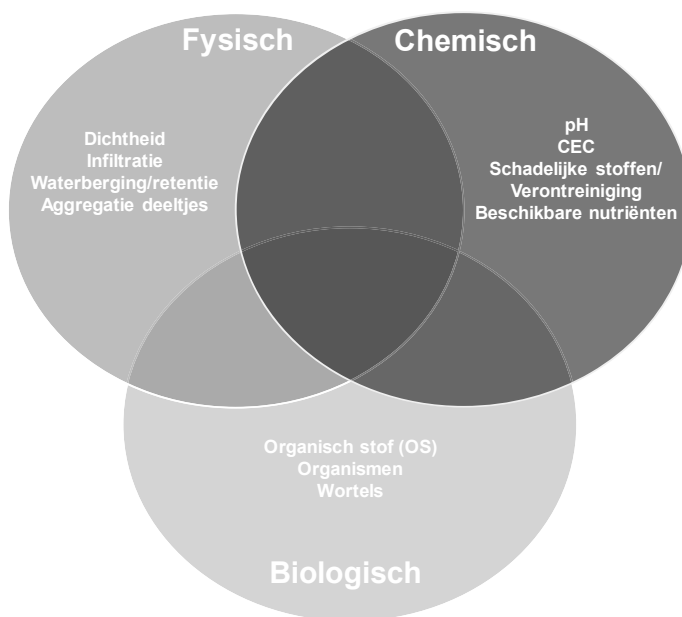 Fysisch
Chemisch
Dichtheid
Infiltratie
Waterberging/retentie
Aggregatie deeltjes
pH
CEC
Schadelijke stoffen/
Verontreiniging
Beschikbare nutriënten
Organisch stof (OS)
Organismen
Wortels
Biologisch